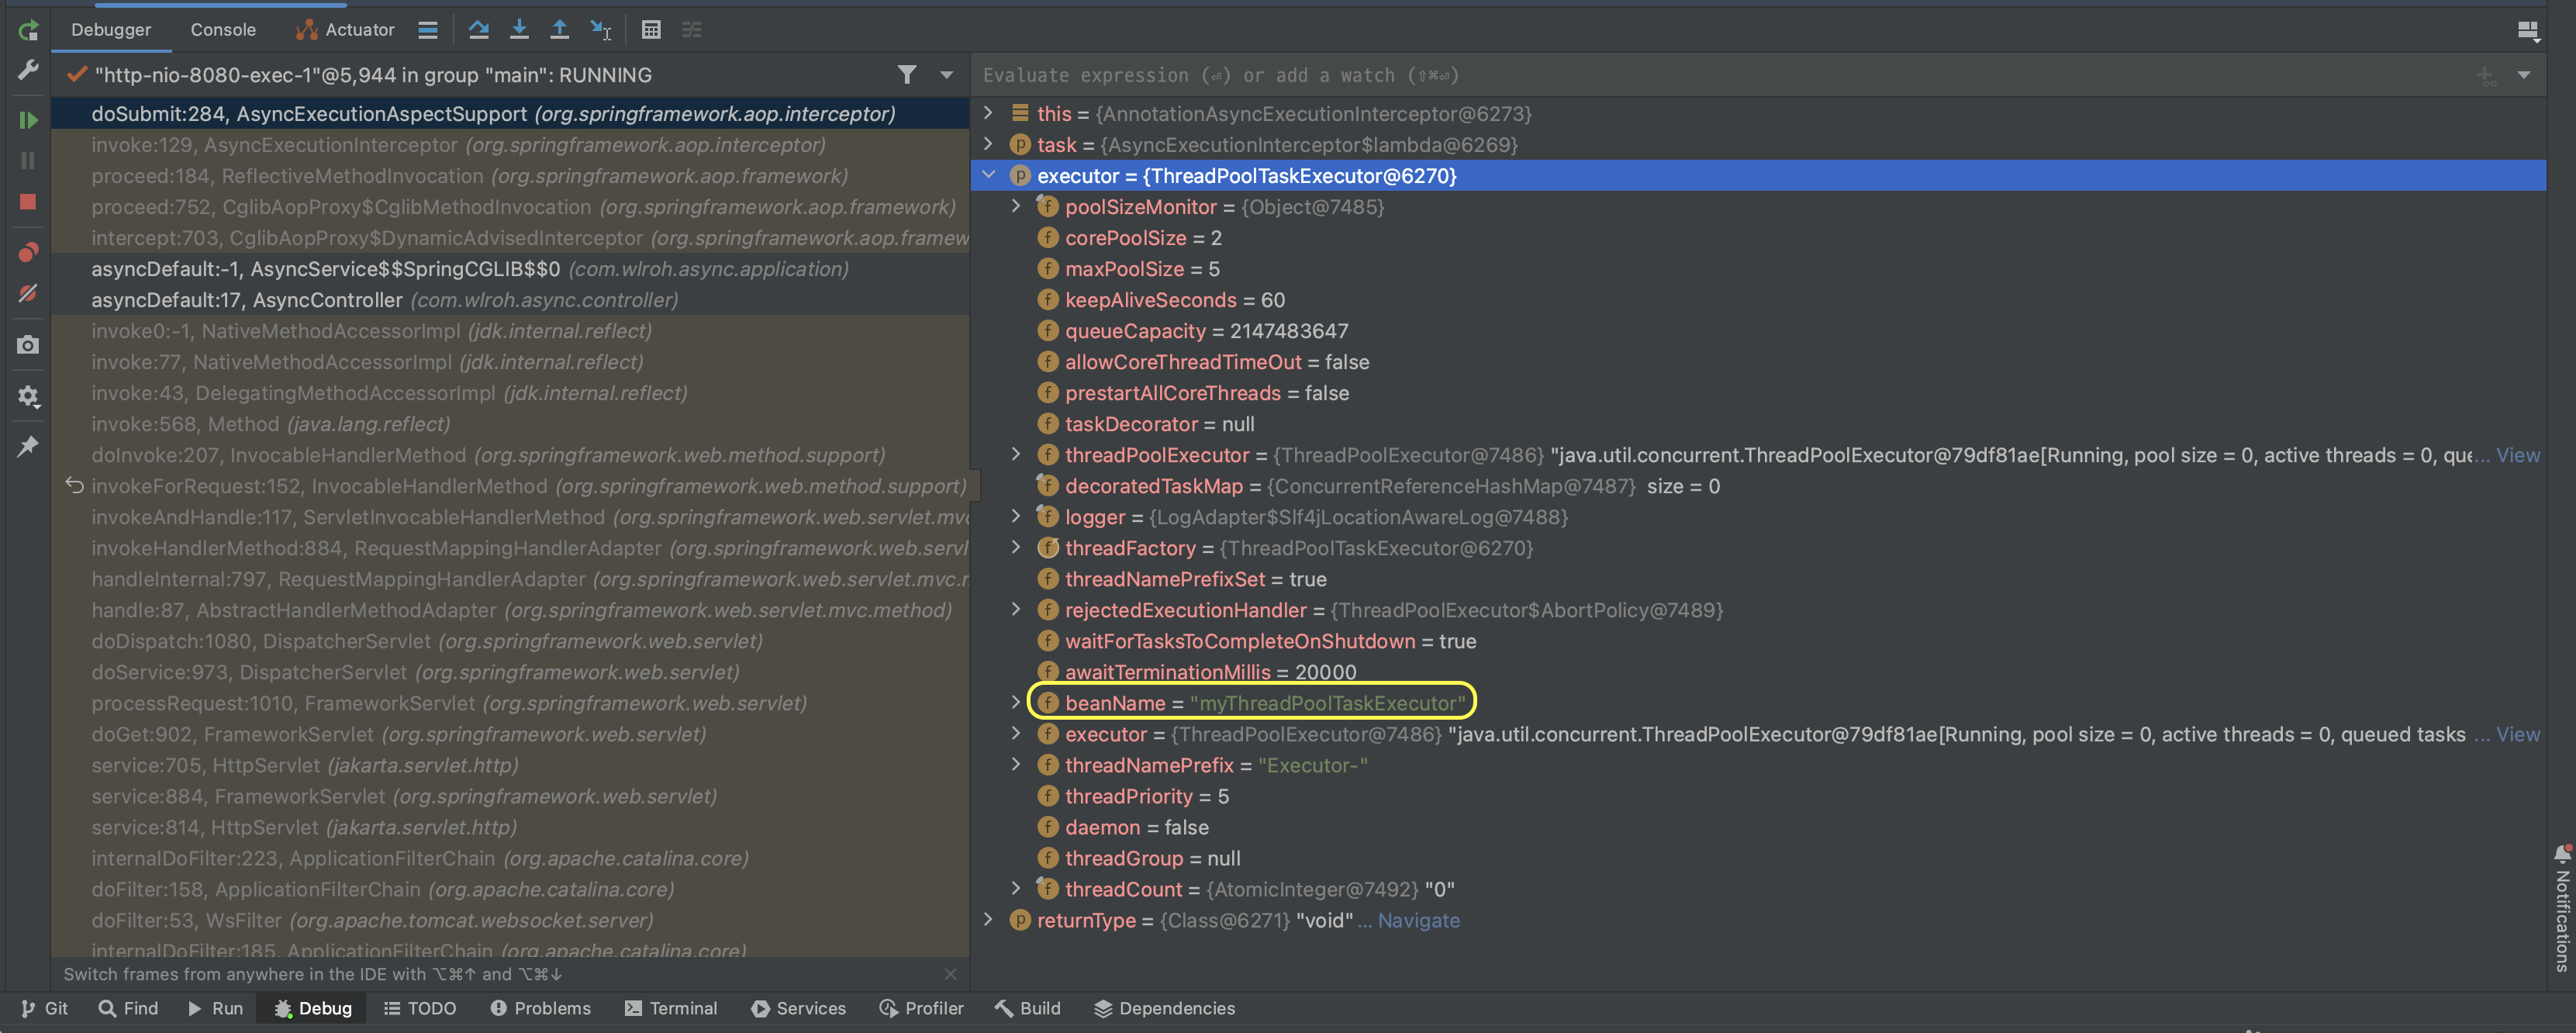 Debugger
Console
Actuator
"http-nio-8080-exec-1"@5,944 in group "main": RUNNING
doSubmit:284, AsyncExecutionAspectSupport (org.springframework.aop.interceptor)
invoke:129, AsyncExecutionInterceptor (org.springframework.aop.interceptor)
proceed:184, ReflectiveMethodInvocation (org.springframework.aop.framework)
proceed:752, CglibAopProxy$CglibMethodInvocation (org.springframework.aop.framework)
intercept:703, CglibAopProxy$DynamicAdvisedInterceptor (org.springframework.aop.framew
asyncDefault:-1, AsyncService$$SpringCGLIB$$0 (com.wlroh.async.application)
asyncDefault:17, AsyncController (com.wlroh.async.controller)
invoke0:-1, NativeMethodAccessorImpl (jdk.internal.reflect)
invoke:77, NativeMethodAccessorImpl (jdk.internal.reflect)
invoke:43, DelegatingMethodAccessorImpl (jdk.internal.reflect)
invoke:568, Method (java.lang.reflect)
doInvoke:207, InvocableHandlerMethod (org.springframework.web.method.support)
invokeForRequest:152, InvocableHandlerMethod (org.springframework.web.method.support)
invokeAndHandle:117, ServletInvocableHandlerMethod (org.springframework.web.servlet.mvc
invokeHandlerMethod:884, RequestMappingHandlerAdapter (org.springframework.web.servl
handleInternal:797, RequestMappingHandlerAdapter (org.springframework.web.servlet.mvc.r
handle:87, AbstractHandlerMethodAdapter (org.springframework.web.servlet.mvc.method)
doDispatch:1080, DispatcherServlet (org.springframework.web.servlet)
doService:973, DispatcherServlet (org.springframework.web.servlet)
processRequest:1010, FrameworkServlet (org.springframework.web.servlet)
doGet:902, FrameworkServlet (org.springframework.web.servlet)
service:705, HttpServlet (jakarta.servlet.http)
service:884, FrameworkServlet (org.springframework.web.servlet)
service:814, HttpServlet (jakarta.servlet.http)
internalDoFilter:223, ApplicationFilterChain (org.apache.catalina.core)
doFilter:158, ApplicationFilterChain (org.apache.catalina.core)
doFilter:53, WsFilter (org.apache.tomcat.websocket.server)
internalDoFilter:185, ApplicationFilterChain (org.apache.catalina.core)
Switch frames from anywhere in the IDE with ⌥⌘↑ and ⌥⌘↓
Evaluate expression (⏎) or add a watch (⇧⌘⏎)
this = {AnnotationAsyncExecutionInterceptor@6273}
task = {AsyncExecutionInterceptor$lambda@6269}
executor = {ThreadPoolTaskExecutor@6270}
poolSizeMonitor = {Object@7485}
corePoolSize = 2
maxPoolSize = 5
keepAliveSeconds = 60
queueCapacity = 2147483647
allowCoreThreadTimeOut = false
prestartAllCoreThreads = false
taskDecorator = null
threadPoolExecutor = {ThreadPoolExecutor@7486} "java.util.concurrent.ThreadPoolExecutor@79df81ae[Running, pool size = 0, active threads = 0, que... View
decoratedTaskMap = {ConcurrentReferenceHashMap@7487} size = 0
logger = {LogAdapter$Slf4jLocationAwareLog@7488}
threadFactory = {ThreadPoolTaskExecutor@6270}
threadNamePrefixSet = true
rejectedExecutionHandler = {ThreadPoolExecutor$AbortPolicy@7489}
waitForTasksToCompleteOnShutdown = true
awaitTerminationMillis = 20000
beanName = "myThreadPoolTaskExecutor"
executor = {ThreadPoolExecutor@7486} "java.util.concurrent.ThreadPoolExecutor@79df81ae[Running, pool size = 0, active threads = 0, queued tasks ... View
threadNamePrefix = "Executor-"
threadPriority = 5
daemon = false
threadGroup = null
threadCount = {AtomicInteger@7492} "0"
returnType = {Class@6271} "void" ... Navigate
Notifications
Git
Find
Run
Debug
TODO
Problems
Terminal
Services
Profiler
Build
Dependencies